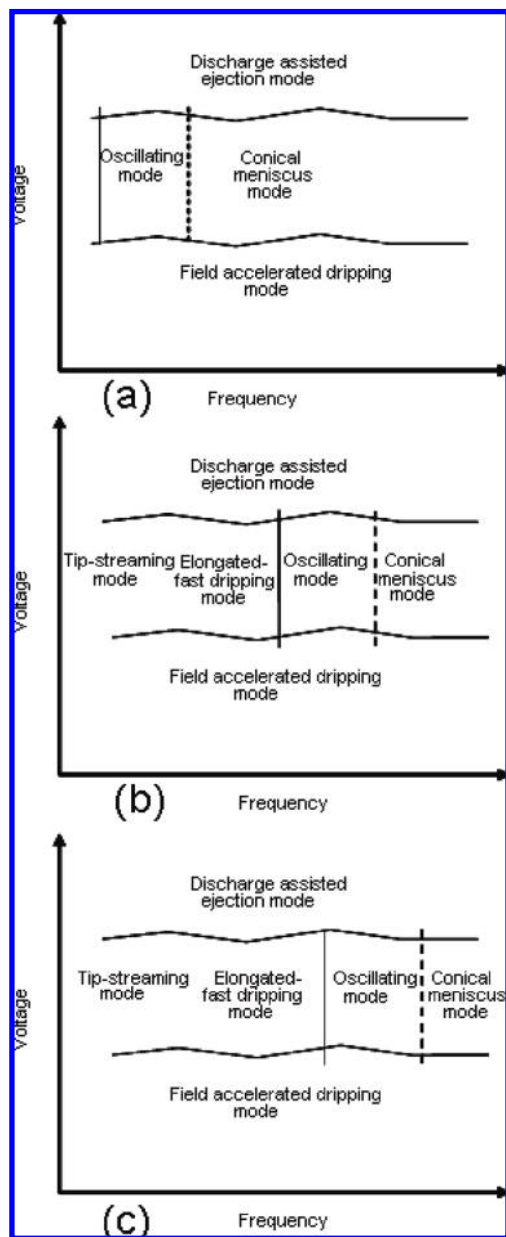 Discharge assisted
ejection mode
Oscillating
mode
Conical
meniscus
mode
Voltage
Field accelerated dripping
mode
(a)
Frequency
Discharge assisted
ejection mode
Tip-streaming
mode
Elongated-
fast dripping
mode
Oscillating
mode
Conical
meniscus
mode
Voltage
Field accelerated dripping
mode
(b)
Frequency
Discharge assisted
ejection mode
Tip-streaming
mode
Elongated-
fast dripping
mode
Oscillating
mode
Conical
meniscus
mode
Voltage
Field accelerated dripping
mode
(c)
Frequency